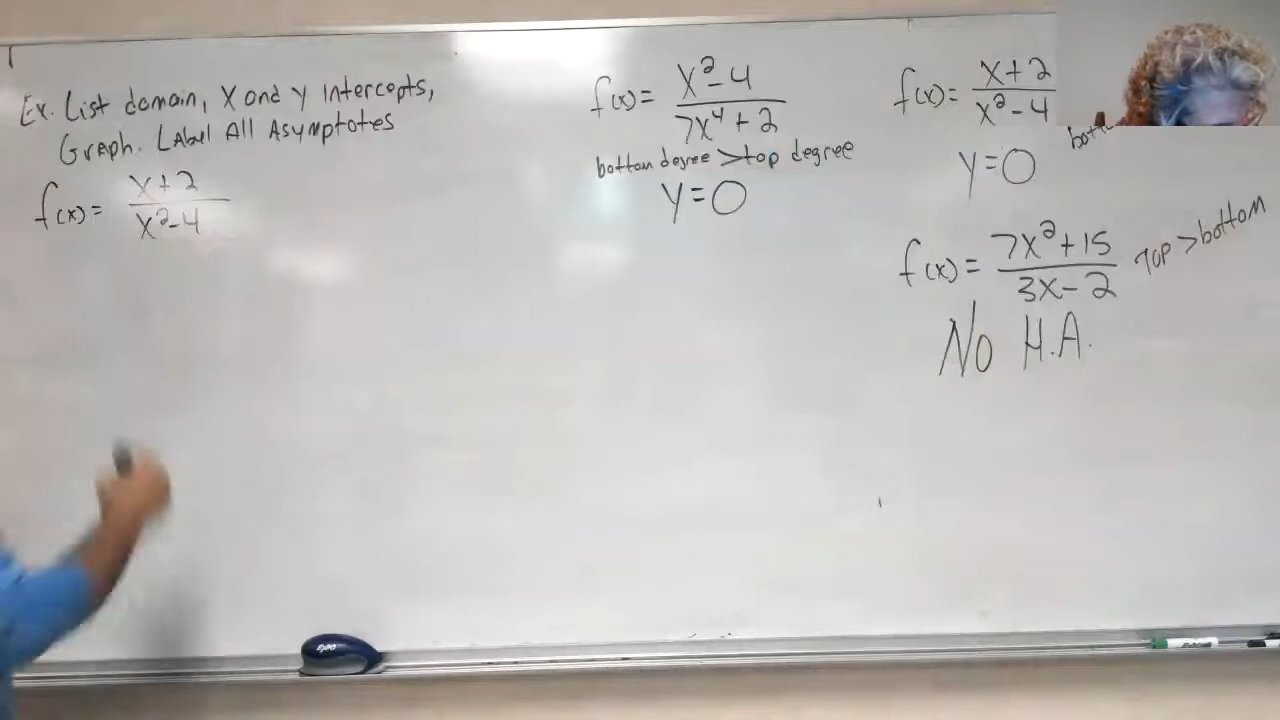 Ex. List domain, X and Y Intercepts,
Graph. Label All Asymptotes
f(x) = x+2 / x²-4
f(x) = x²-4 / 7x⁴+2
bottom degree > top degree
y=0
f(x) = x+2 / x²-4
y=0
f(x) = 7x²+15 / 3x-2 top > bottom
No H.A.
EXPO